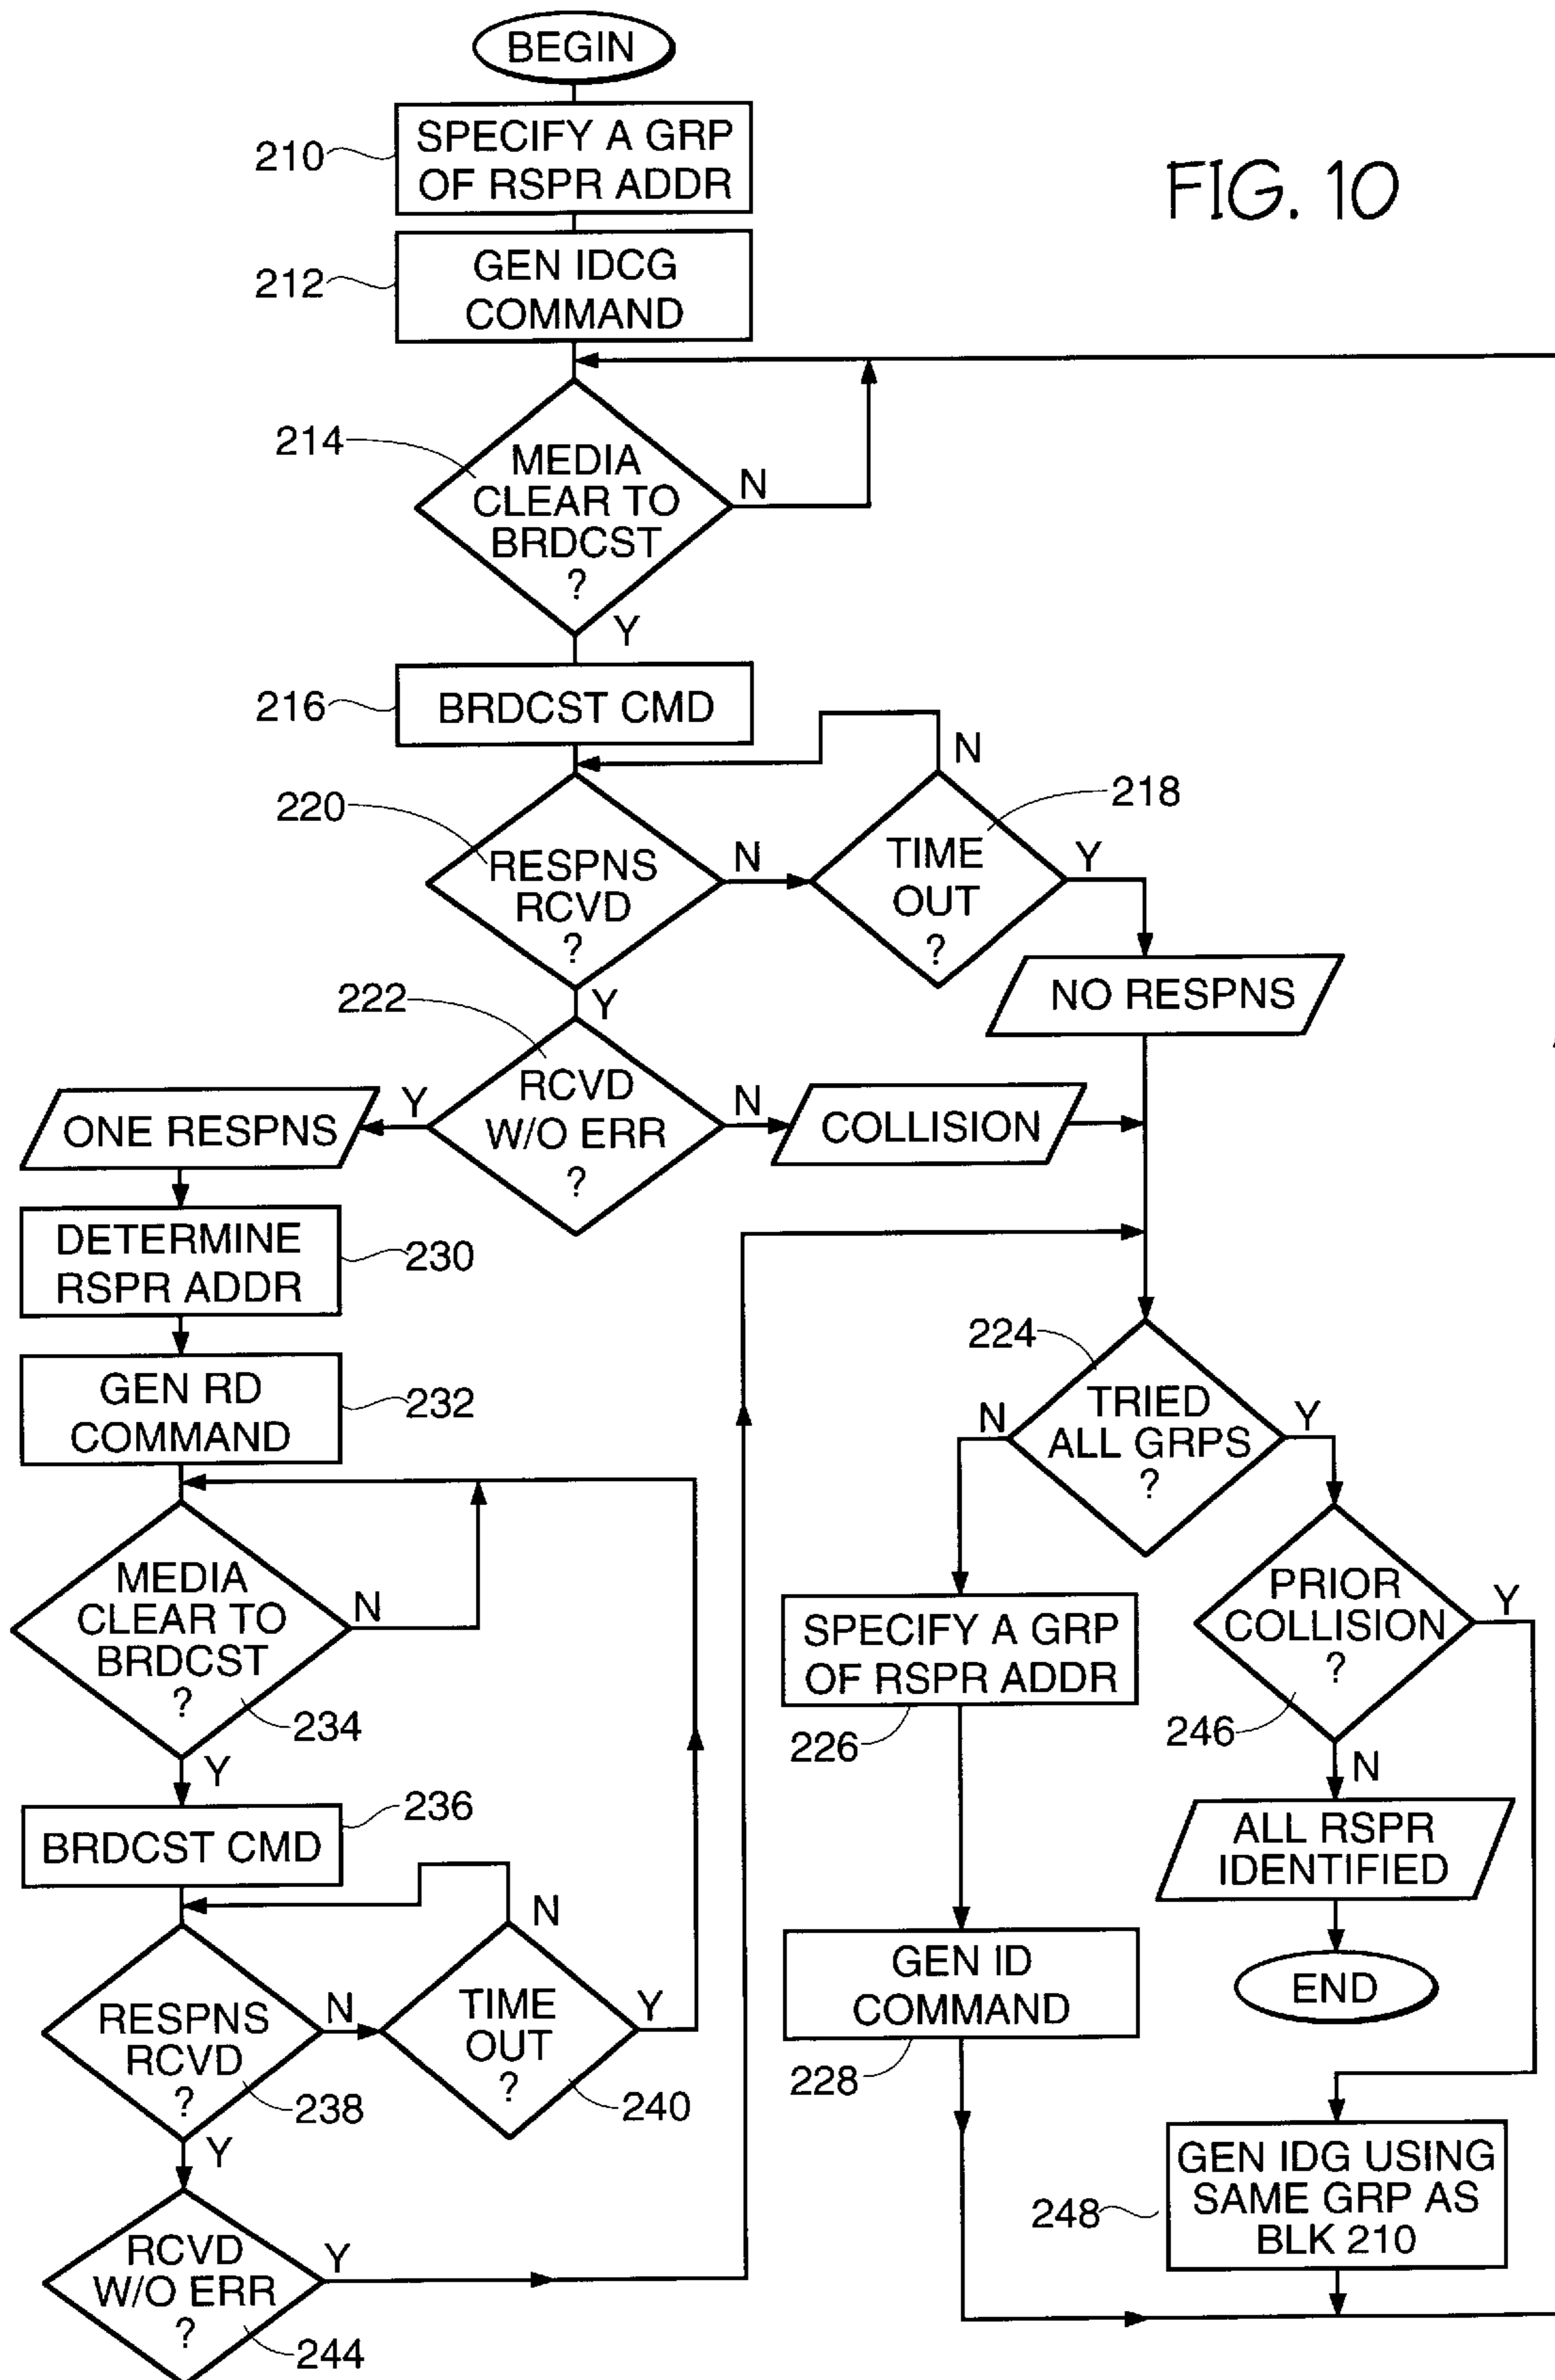 BEGIN
FIG. 10
210
SPECIFY A GRP
OF RSPR ADDR
212
GEN IDCG
COMMAND
214
MEDIA
CLEAR TO
BRDCST
?
N
Y
216
BRDCST CMD
N
220
RESPNS
RCVD
?
N
218
TIME
OUT
?
Y
Y
NO RESPNS
222
RCVD
W/O ERR
?
Y
N
ONE RESPNS
COLLISION
DETERMINE
RSPR ADDR
230
GEN RD
COMMAND
232
224
TRIED
ALL GRPS
?
N
Y
MEDIA
CLEAR TO
BRDCST
?
N
234
Y
SPECIFY A GRP
OF RSPR ADDR
226
PRIOR
COLLISION
?
Y
246
N
236
BRDCST CMD
ALL RSPR
IDENTIFIED
N
RESPNS
RCVD
?
N
238
TIME
OUT
?
Y
240
Y
GEN ID
COMMAND
228
END
GEN IDG USING
SAME GRP AS
BLK 210
248
RCVD
W/O ERR
?
Y
244